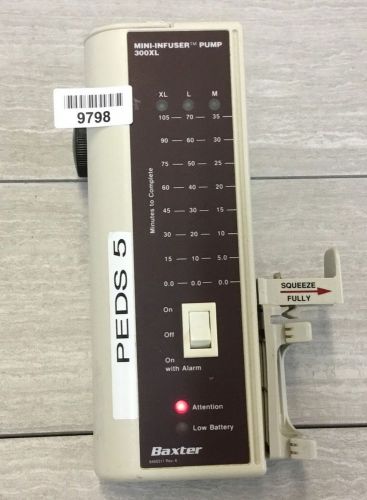 MINI-INFUSER™ PUMP
300XL
9798
XL L M
105 70 35
90 60 30
75 50 25
60 40 20
45 30 15
30 20 10
15 10 5.0
0.0 0.0 0.0
Minutes to Complete
PEDS 5
SQUEEZE
FULLY
On
Off
On
with Alarm
Attention
Low Battery
Baxter